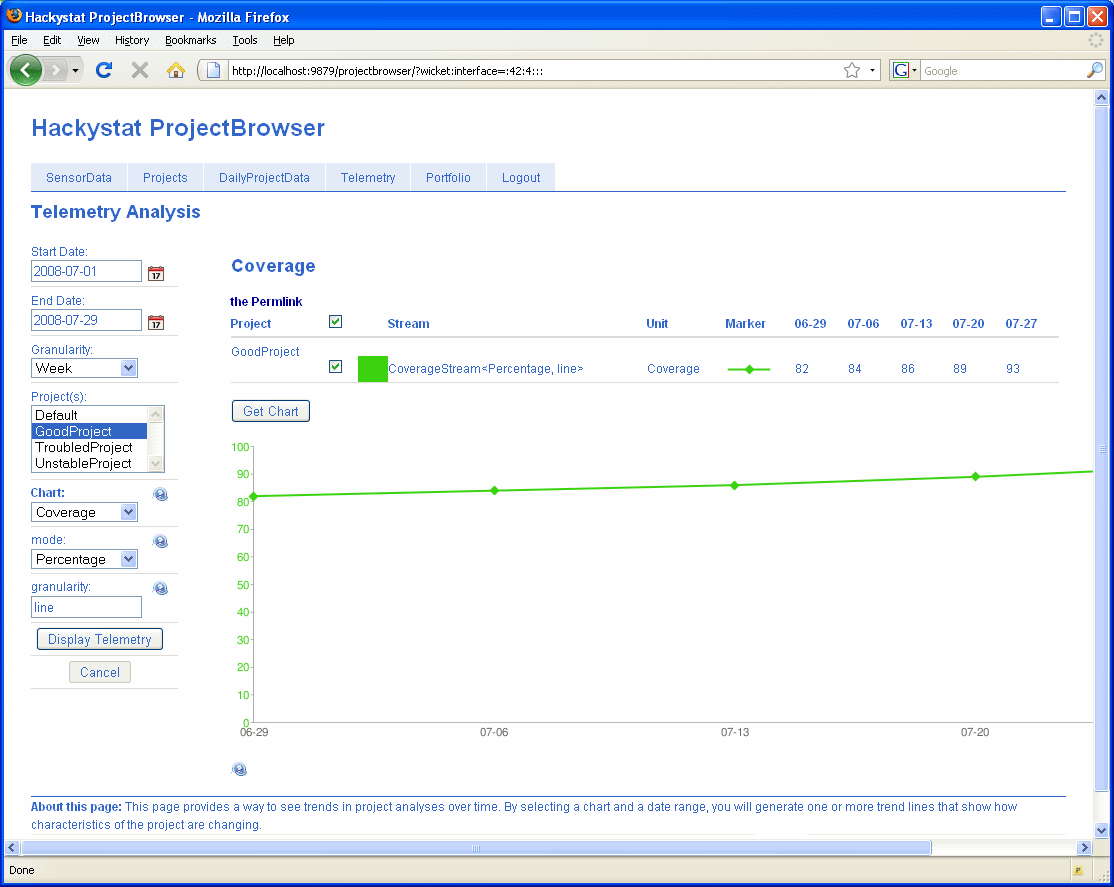 Hackystat ProjectBrowser - Mozilla Firefox
File Edit View History Bookmarks Tools Help
http://localhost:9879/projectbrowser/?wicket:interface=:42:4:::
G Google
Hackystat ProjectBrowser
SensorData Projects DailyProjectData Telemetry Portfolio Logout
Telemetry Analysis
Start Date:
2008-07-01
17
End Date:
2008-07-29
17
Granularity:
Week
Project(s):
Default
GoodProject
TroubledProject
UnstableProject
Chart:
Coverage
mode:
Percentage
granularity:
line
Display Telemetry
Cancel
Coverage
the Permlink
Project Stream Unit Marker 06-29 07-06 07-13 07-20 07-27
GoodProject
CoverageStream<Percentage, line> Coverage 82 84 86 89 93
Get Chart
100
90
80
70
60
50
40
30
20
10
0
06-29 07-06 07-13 07-20
About this page: This page provides a way to see trends in project analyses over time. By selecting a chart and a date range, you will generate one or more trend lines that show how
characteristics of the project are changing.
Done
P